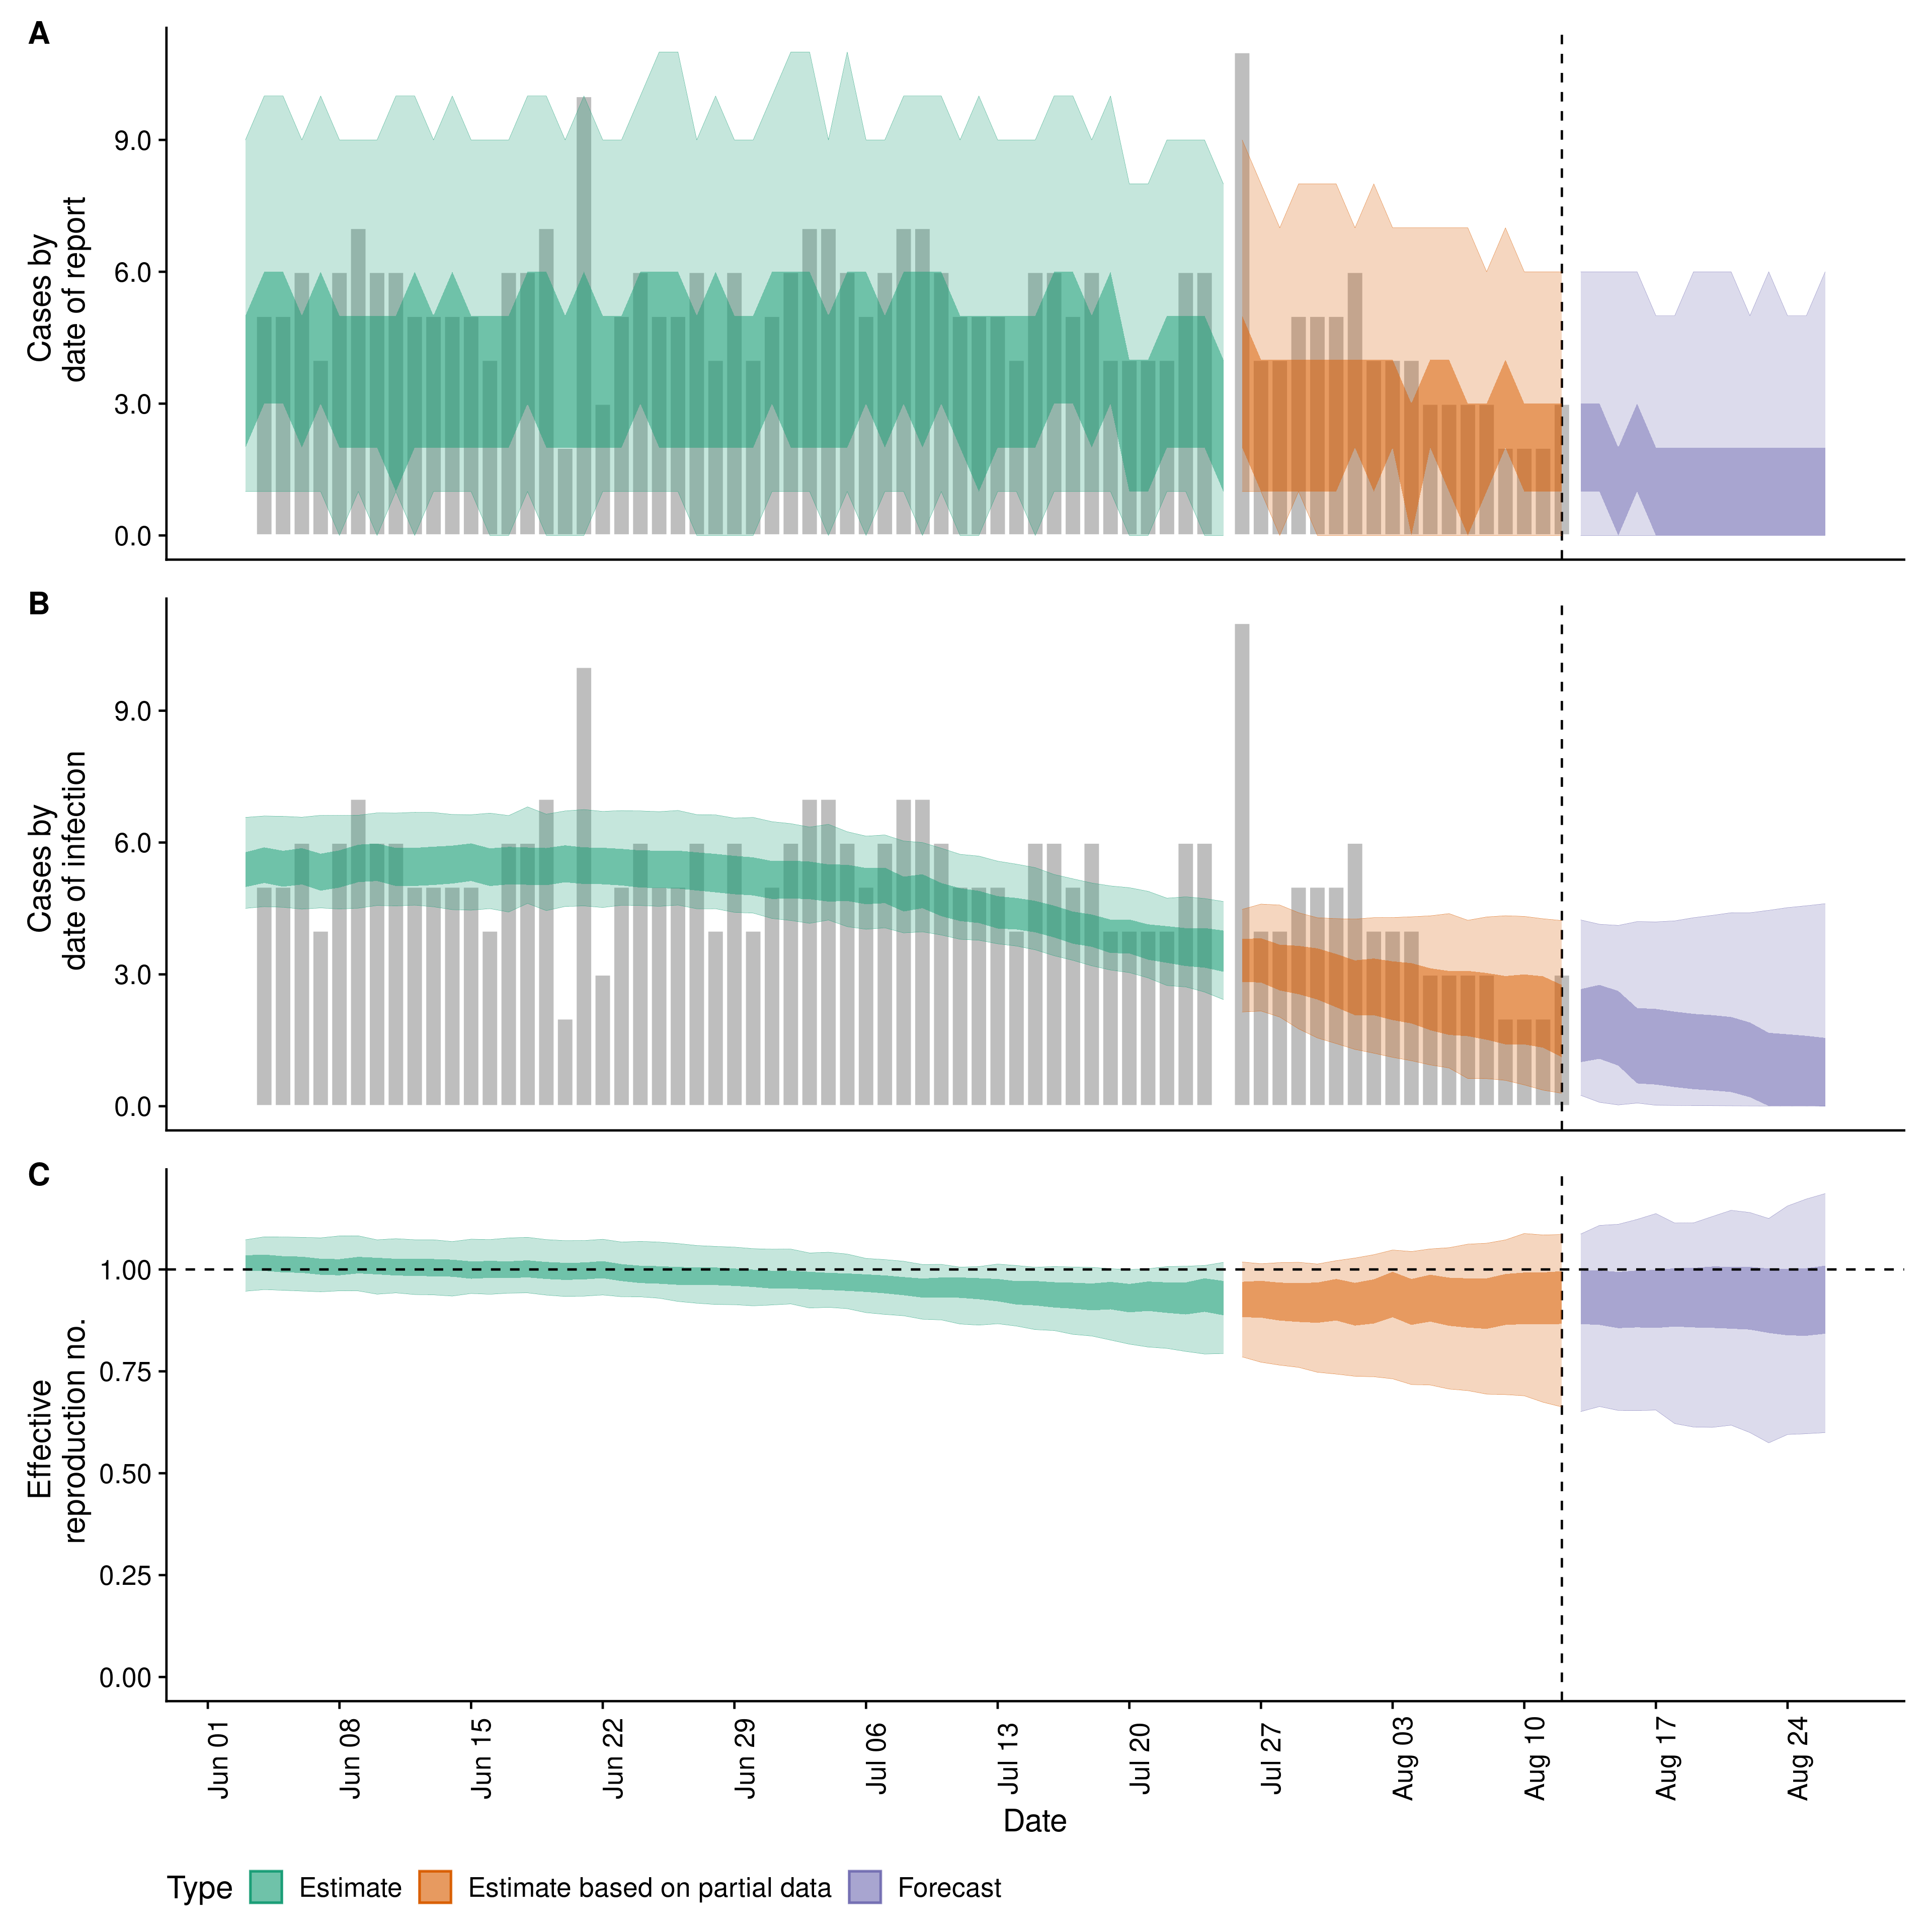 A
Cases by
date of report
9.0
6.0
3.0
0.0
B
Cases by
date of infection
9.0
6.0
3.0
0.0
C
Effective
reproduction no.
1.00
0.75
0.50
0.25
0.00
Jun 01
Jun 08
Jun 15
Jun 22
Jun 29
Jul 06
Jul 13
Jul 20
Jul 27
Aug 03
Aug 10
Aug 17
Aug 24
Date
Type Estimate Estimate based on partial data Forecast